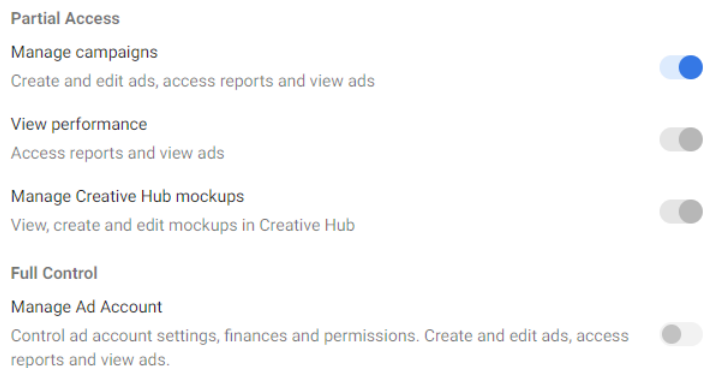 Partial Access
Manage campaigns
Create and edit ads, access reports and view ads
View performance
Access reports and view ads
Manage Creative Hub mockups
View, create and edit mockups in Creative Hub
Full Control
Manage Ad Account
Control ad account settings, finances and permissions. Create and edit ads, access
reports and view ads.